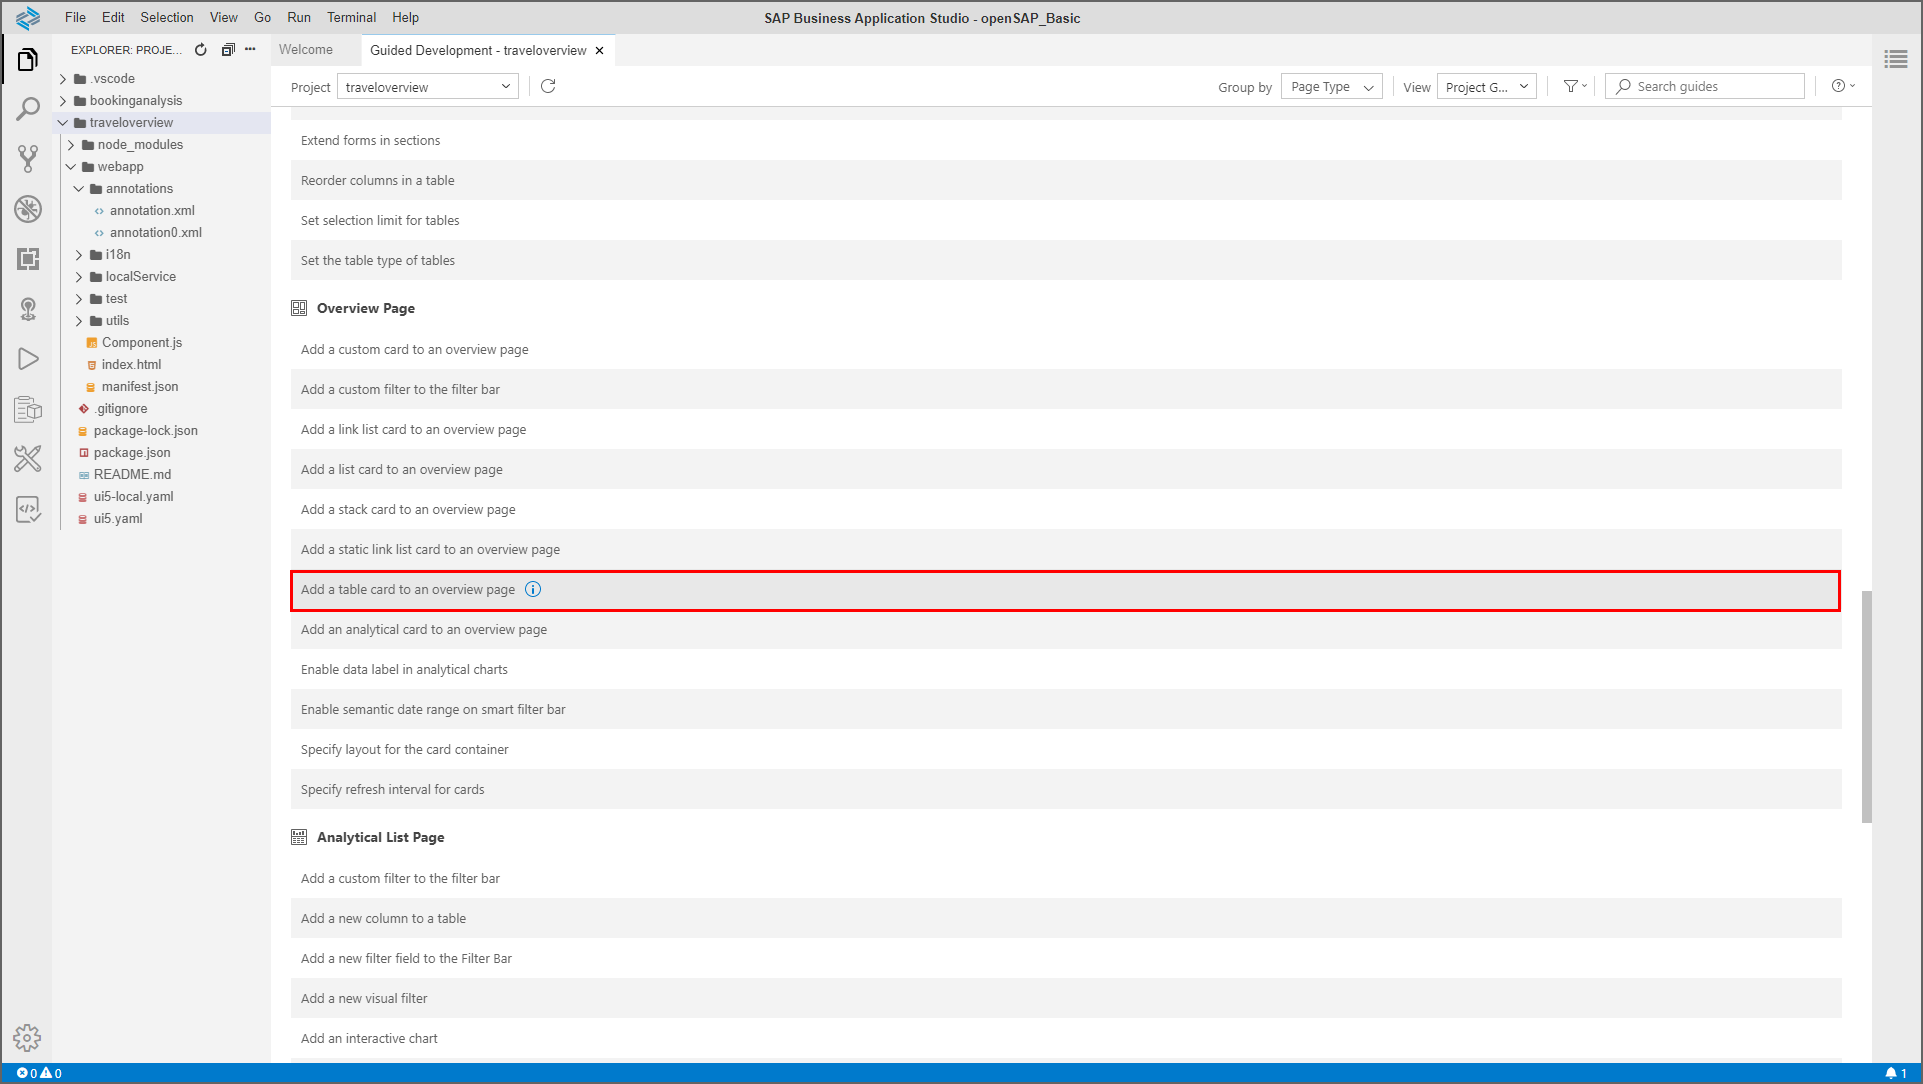 File Edit Selection View Go Run Terminal Help
SAP Business Application Studio - openSAP_Basic
EXPLORER: PROJE...
Welcome
Guided Development - traveloverview
Project
traveloverview
Group by
Page Type
View
Project G...
Search guides
.vscode
bookinganalysis
traveloverview
node_modules
webapp
annotations
annotation.xml
annotation0.xml
i18n
localService
test
utils
Component.js
index.html
manifest.json
.gitignore
package-lock.json
package.json
README.md
ui5-local.yaml
ui5.yaml
Extend forms in sections
Reorder columns in a table
Set selection limit for tables
Set the table type of tables
Overview Page
Add a custom card to an overview page
Add a custom filter to the filter bar
Add a link list card to an overview page
Add a list card to an overview page
Add a stack card to an overview page
Add a static link list card to an overview page
Add a table card to an overview page
Add an analytical card to an overview page
Enable data label in analytical charts
Enable semantic date range on smart filter bar
Specify layout for the card container
Specify refresh interval for cards
Analytical List Page
Add a custom filter to the filter bar
Add a new column to a table
Add a new filter field to the Filter Bar
Add a new visual filter
Add an interactive chart
0 0
1